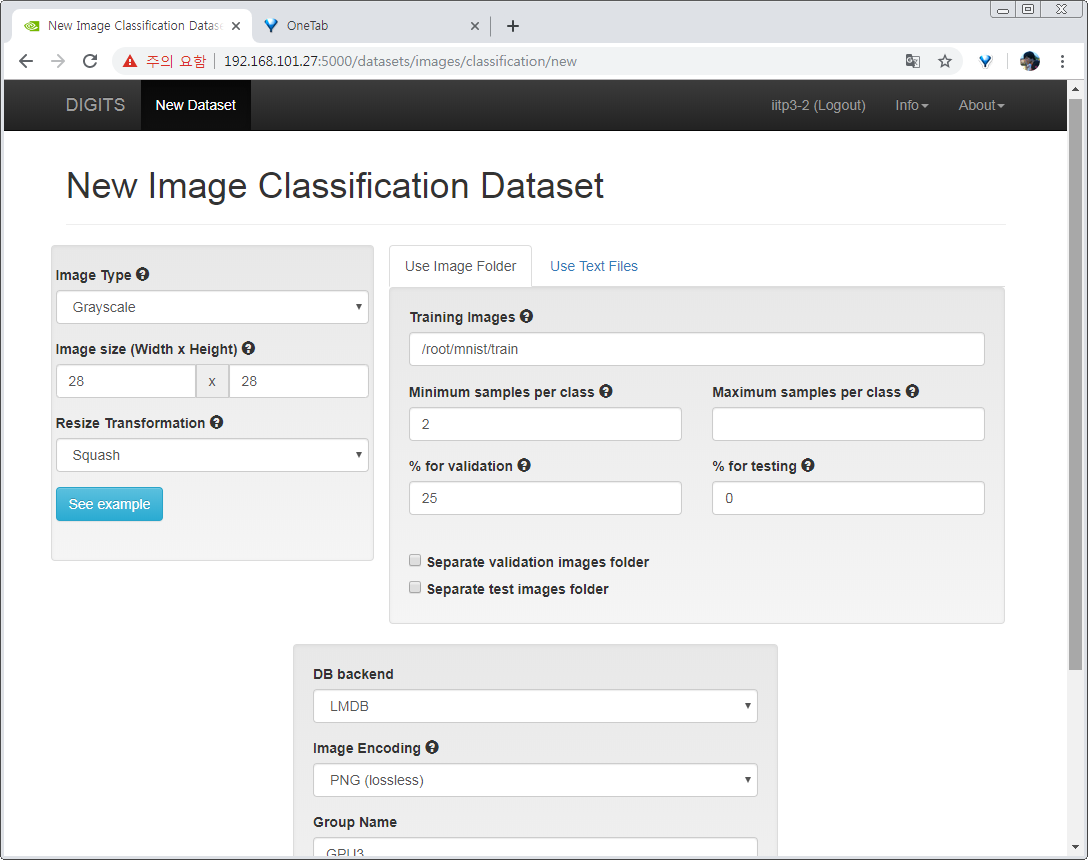 New Image Classification Datase
OneTab
주의 요함
192.168.101.27:5000/datasets/images/classification/new
DIGITS
New Dataset
iitp3-2 (Logout)
Info
About
New Image Classification Dataset
Image Type
Grayscale
Image size (Width x Height)
28 x 28
Resize Transformation
Squash
See example
Use Image Folder
Use Text Files
Training Images
/root/mnist/train
Minimum samples per class
Maximum samples per class
2
% for validation
% for testing
25
0
Separate validation images folder
Separate test images folder
DB backend
LMDB
Image Encoding
PNG (lossless)
Group Name
GPU3